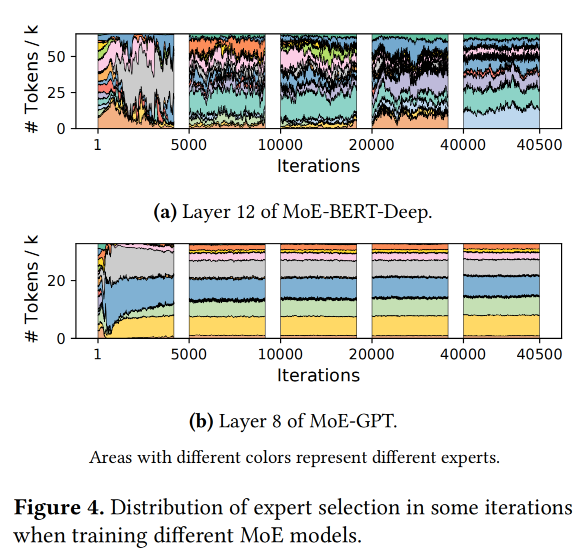 # Tokens / k
50
25
0
1 5000 10000 20000 40000 40500
Iterations
(a) Layer 12 of MoE-BERT-Deep.
# Tokens / k
20
0
1 5000 10000 20000 40000 40500
Iterations
(b) Layer 8 of MoE-GPT.
Areas with different colors represent different experts.
Figure 4. Distribution of expert selection in some iterations
when training different MoE models.